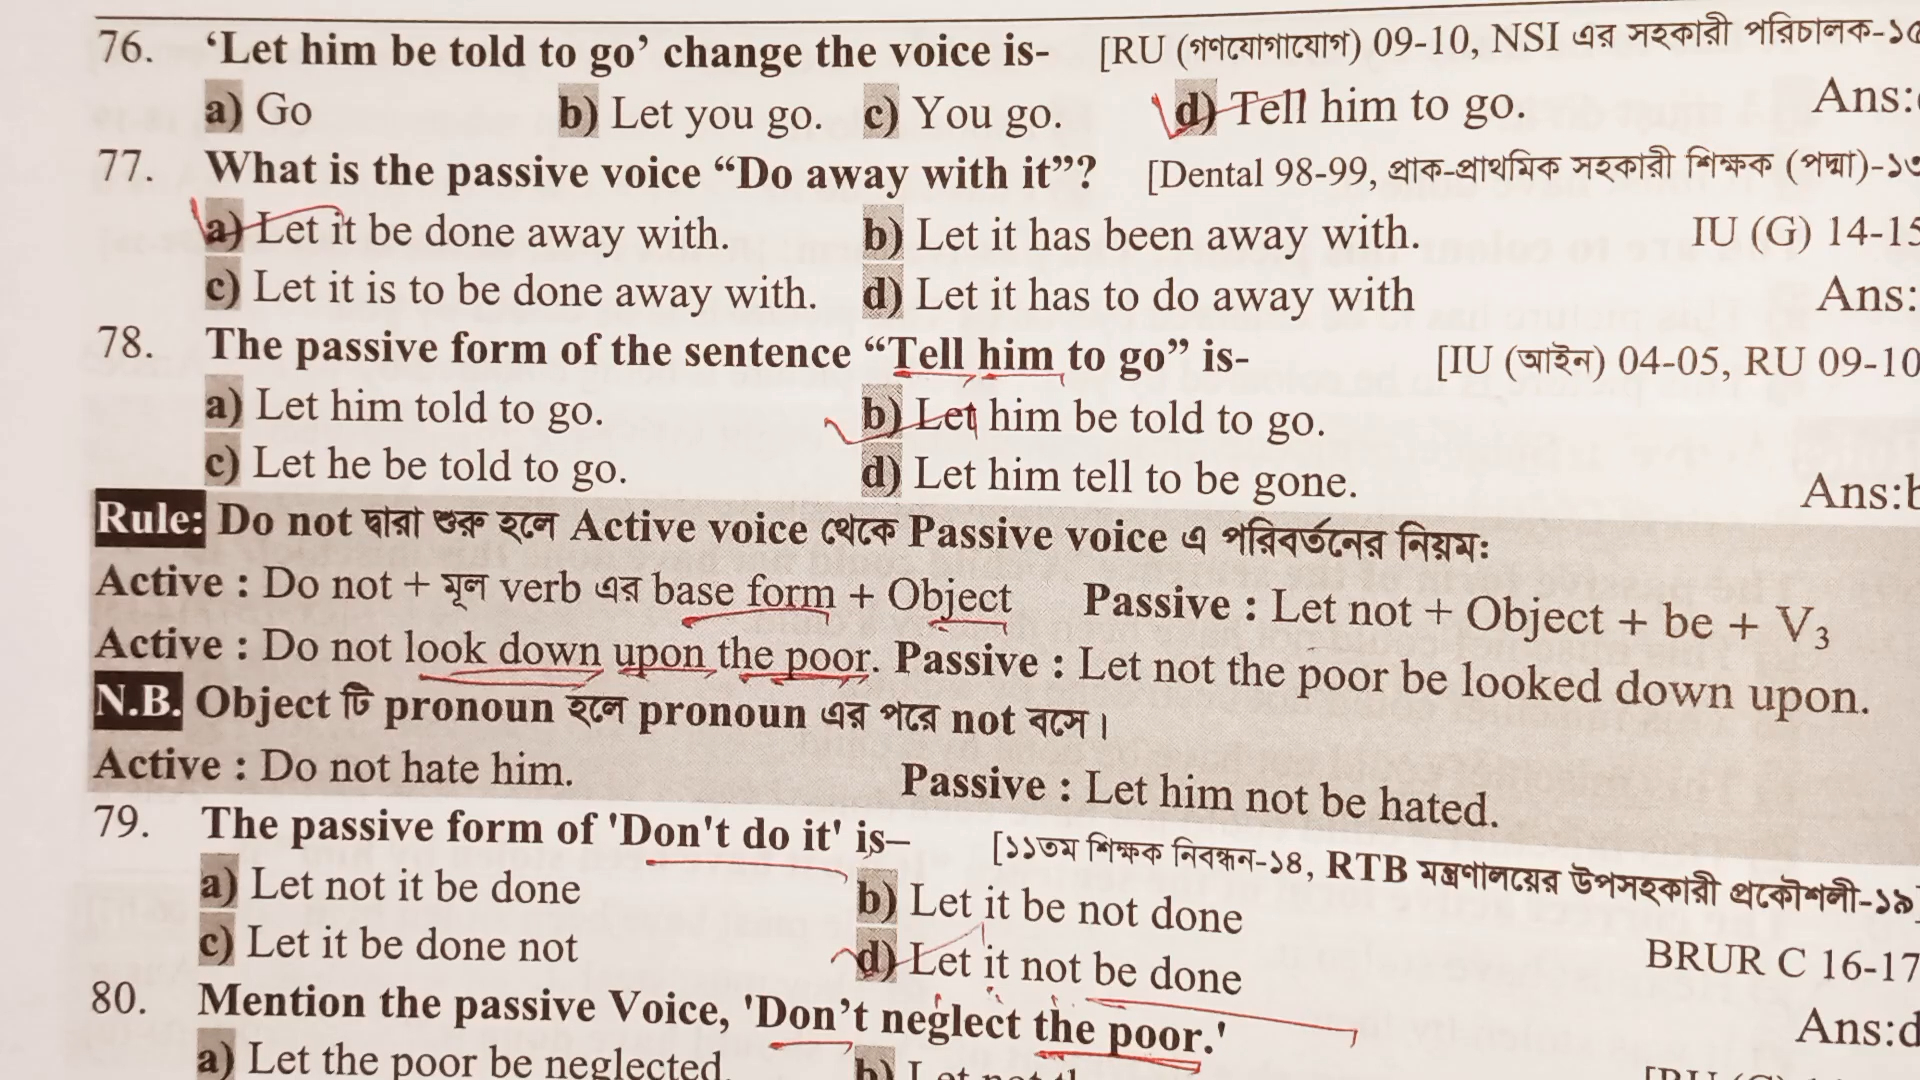 76. ‘Let him be told to go’ change the voice is- [RU (গণযোগাযোগ) 09-10, NSI এর সহকারী পরিচালক-১৫
a) Go b) Let you go. c) You go. d) Tell him to go. Ans:
77. What is the passive voice “Do away with it”? [Dental 98-99, প্রাক-প্রাথমিক সহকারী শিক্ষক (পদ্মা)-১৩
a) Let it be done away with. b) Let it has been away with. IU (G) 14-15
c) Let it is to be done away with. d) Let it has to do away with Ans:
78. The passive form of the sentence “Tell him to go” is- [IU (আইন) 04-05, RU 09-10
a) Let him told to go. b) Let him be told to go.
c) Let he be told to go. d) Let him tell to be gone. Ans:b
Rule: Do not দ্বারা শুরু হলে Active voice থেকে Passive voice এ পরিবর্তনের নিয়ম:
Active : Do not + মূল verb এর base form + Object Passive : Let not + Object + be + V₃
Active : Do not look down upon the poor. Passive : Let not the poor be looked down upon.
N.B. Object টি pronoun হলে pronoun এর পরে not বসে।
Active : Do not hate him. Passive : Let him not be hated.
79. The passive form of 'Don't do it' is– [১১তম শিক্ষক নিবন্ধন-১৪, RTB মন্ত্রণালয়ের উপসহকারী প্রকৌশলী-১৯]
a) Let not it be done b) Let it be not done
c) Let it be done not d) Let it not be done BRUR C 16-17
80. Mention the passive Voice, 'Don’t neglect the poor.' Ans:d
a) Let the poor be neglected. b) Let not